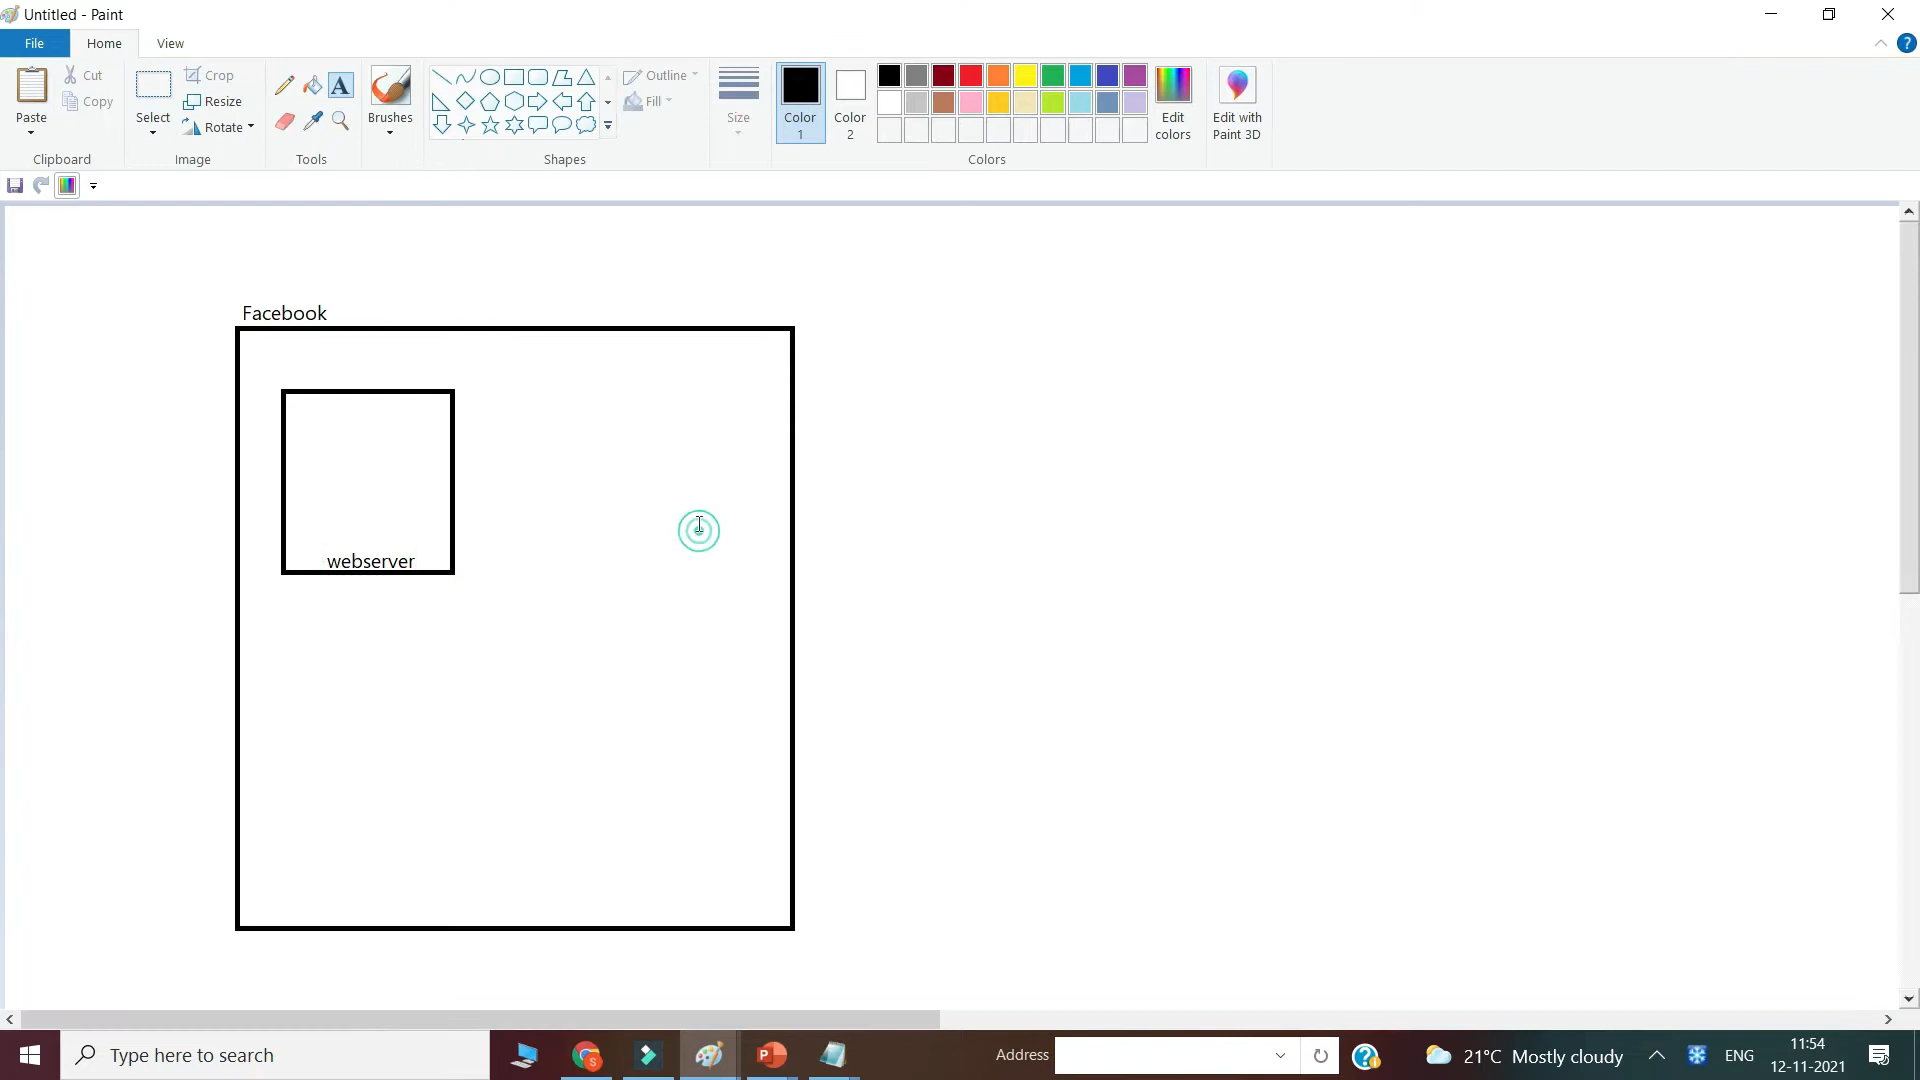 Untitled - Paint
File
Home
View
Paste
Cut
Copy
Clipboard
Select
Crop
Resize
Rotate
Image
A
Tools
Brushes
Shapes
Outline
Fill
Size
Color
1
Color
2
Colors
Edit
colors
Edit with
Paint 3D
?
Facebook
webserver
Type here to search
S
P
Address
?
21°C Mostly cloudy
ENG
11:54
12-11-2021